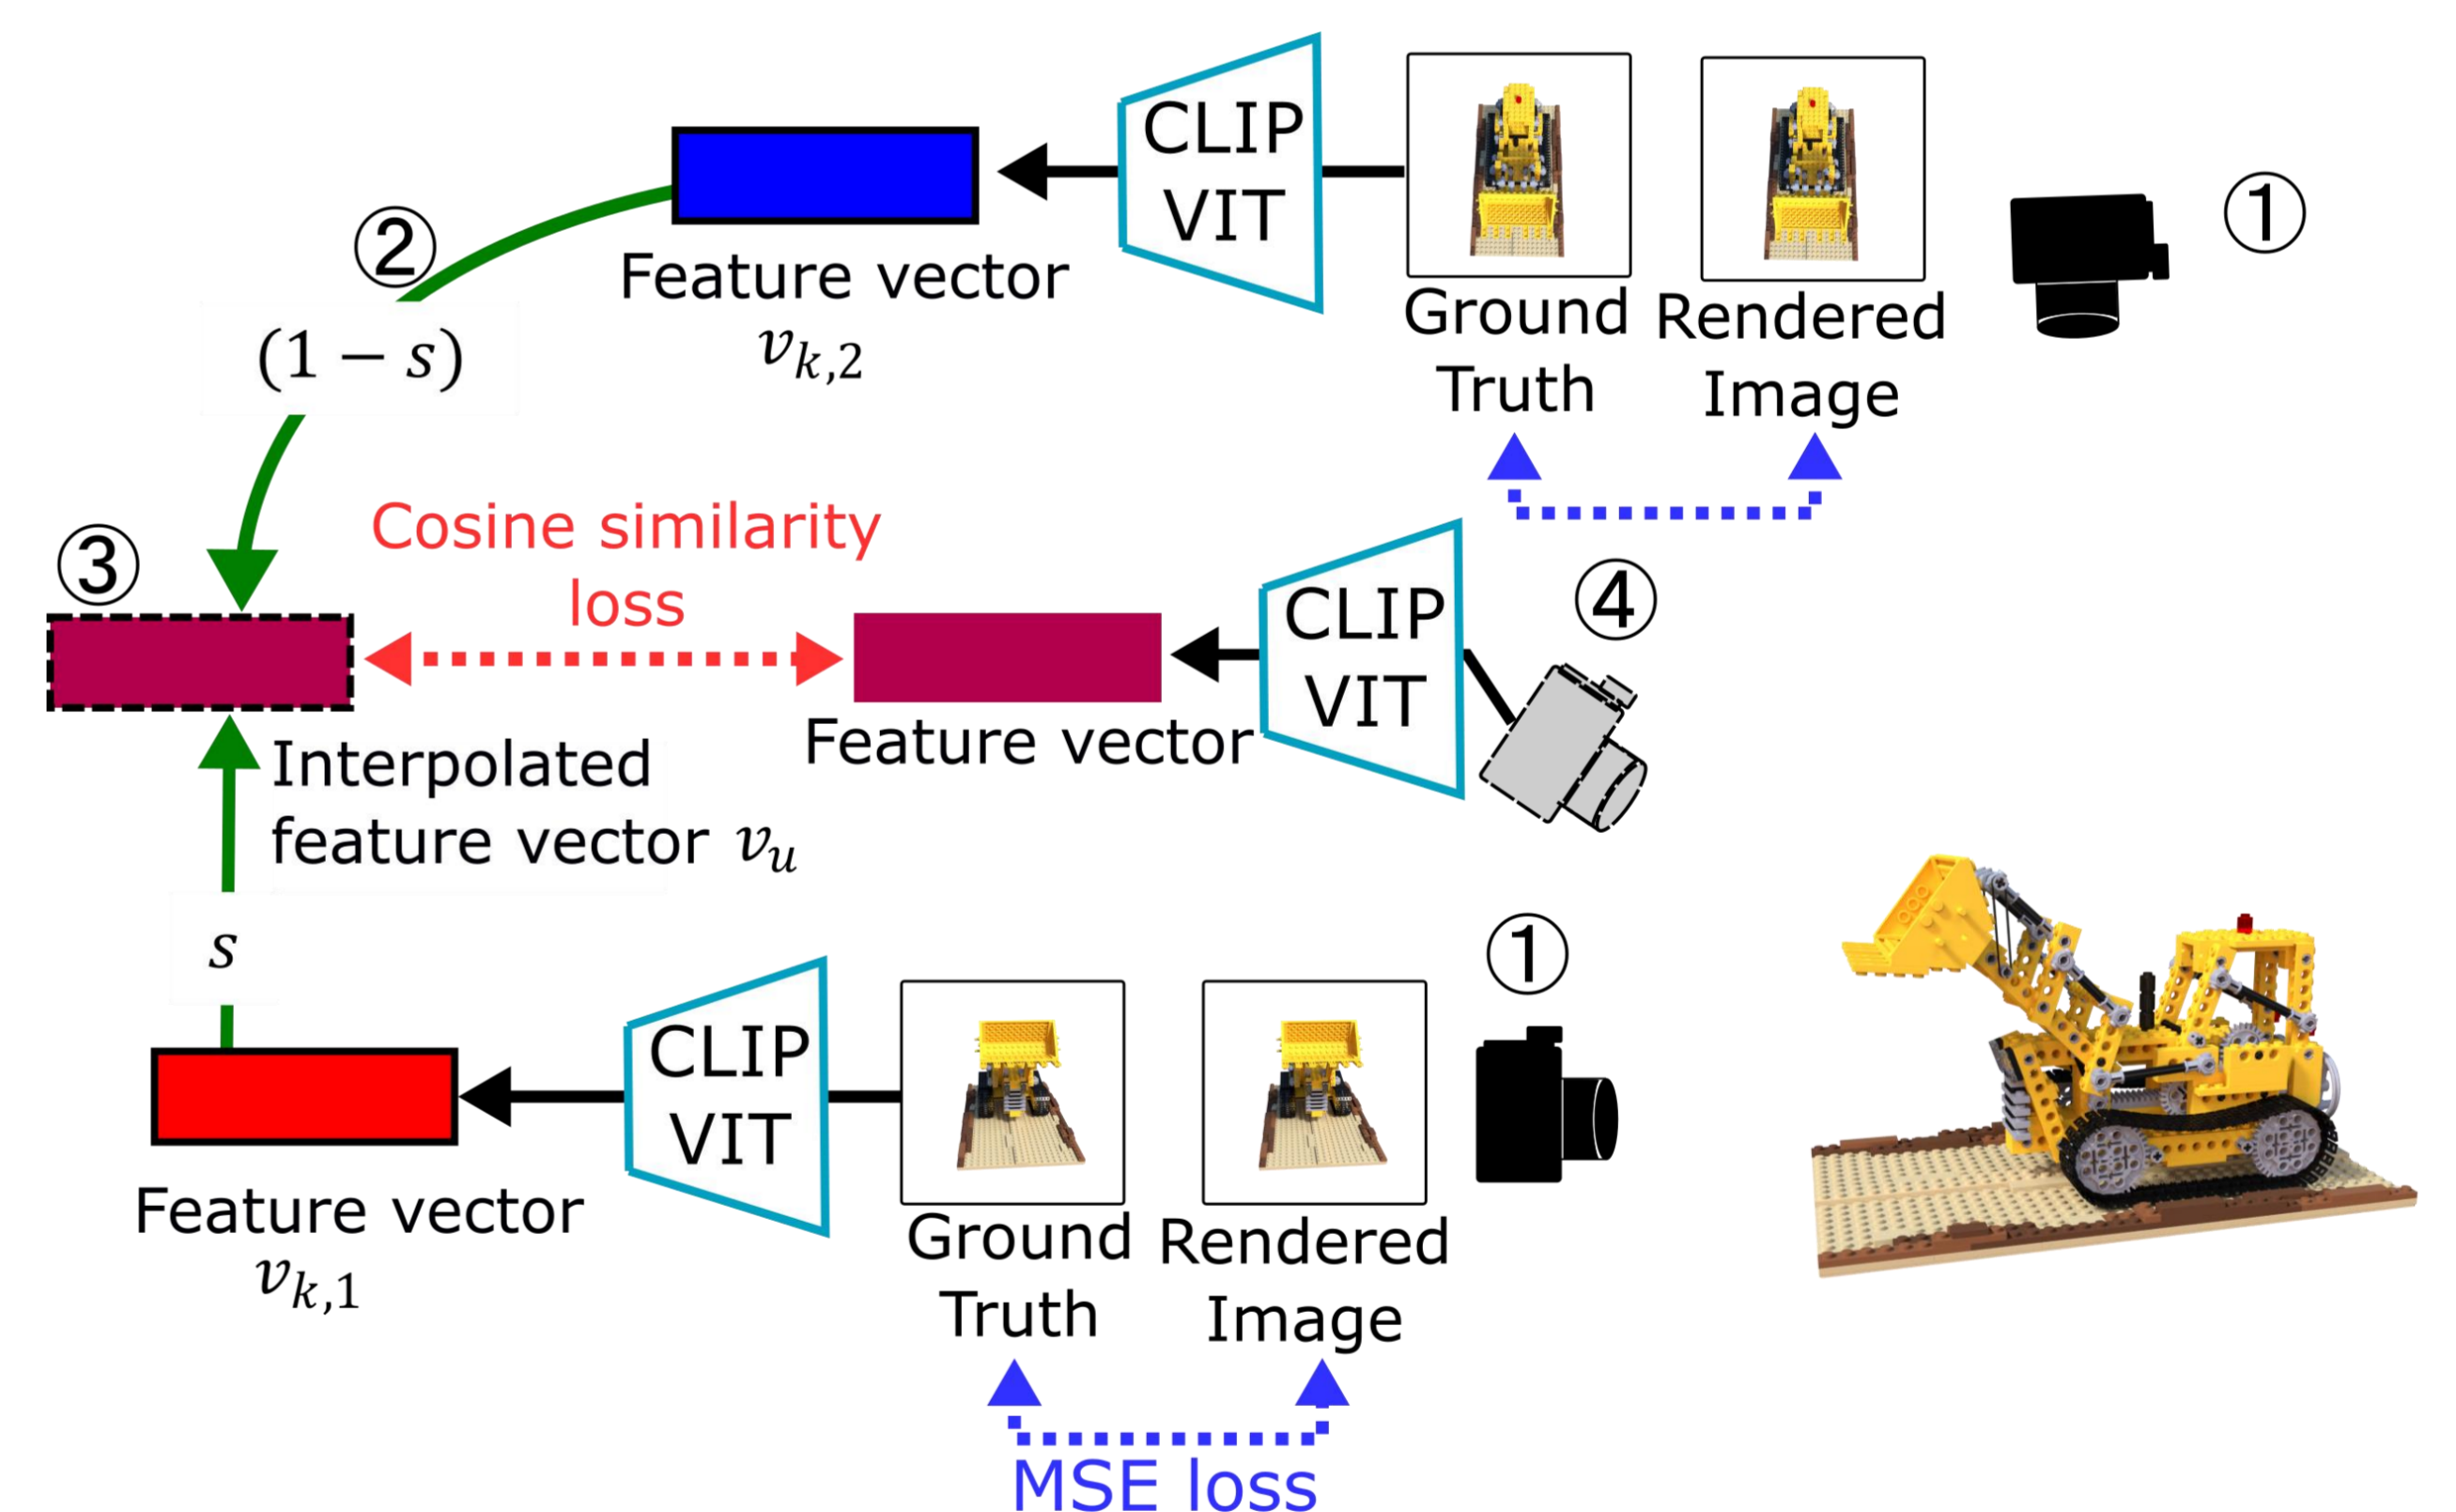 CLIP
VIT
①
②
Feature vector
v_{k,2}
Ground
Truth
Rendered
Image
(1 − s)
Cosine similarity
loss
③
④
CLIP
VIT
Feature vector
Interpolated
feature vector v_u
s
①
CLIP
VIT
Feature vector
v_{k,1}
Ground
Truth
Rendered
Image
MSE loss